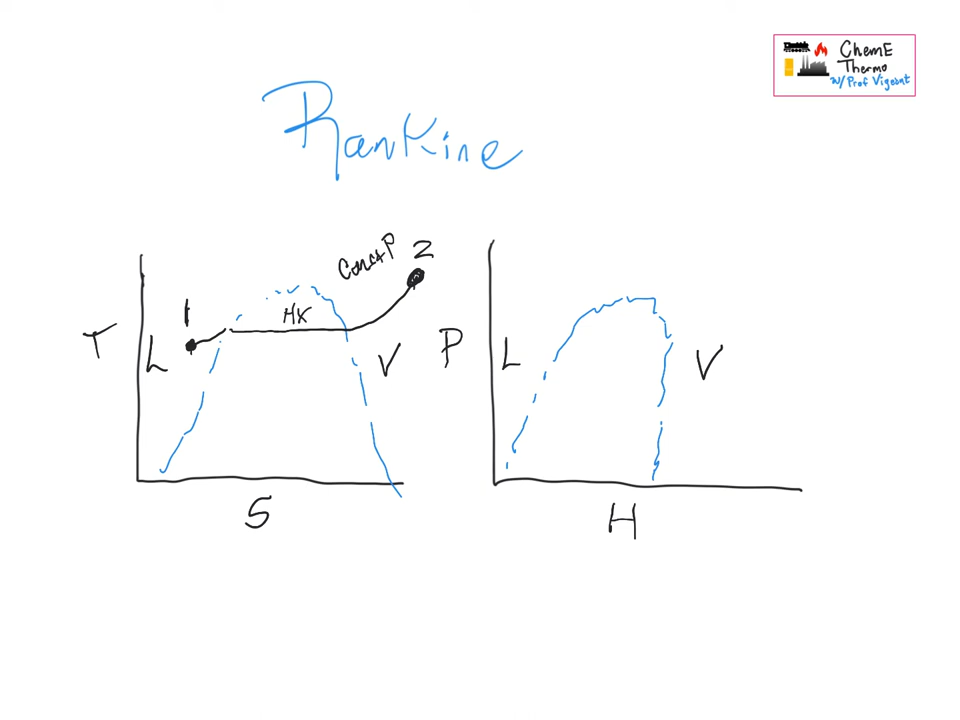 ChemE
Thermo
w/ Prof Vigeant
Rankine
Const P 2
1
HX
T L V
S
P L V
H